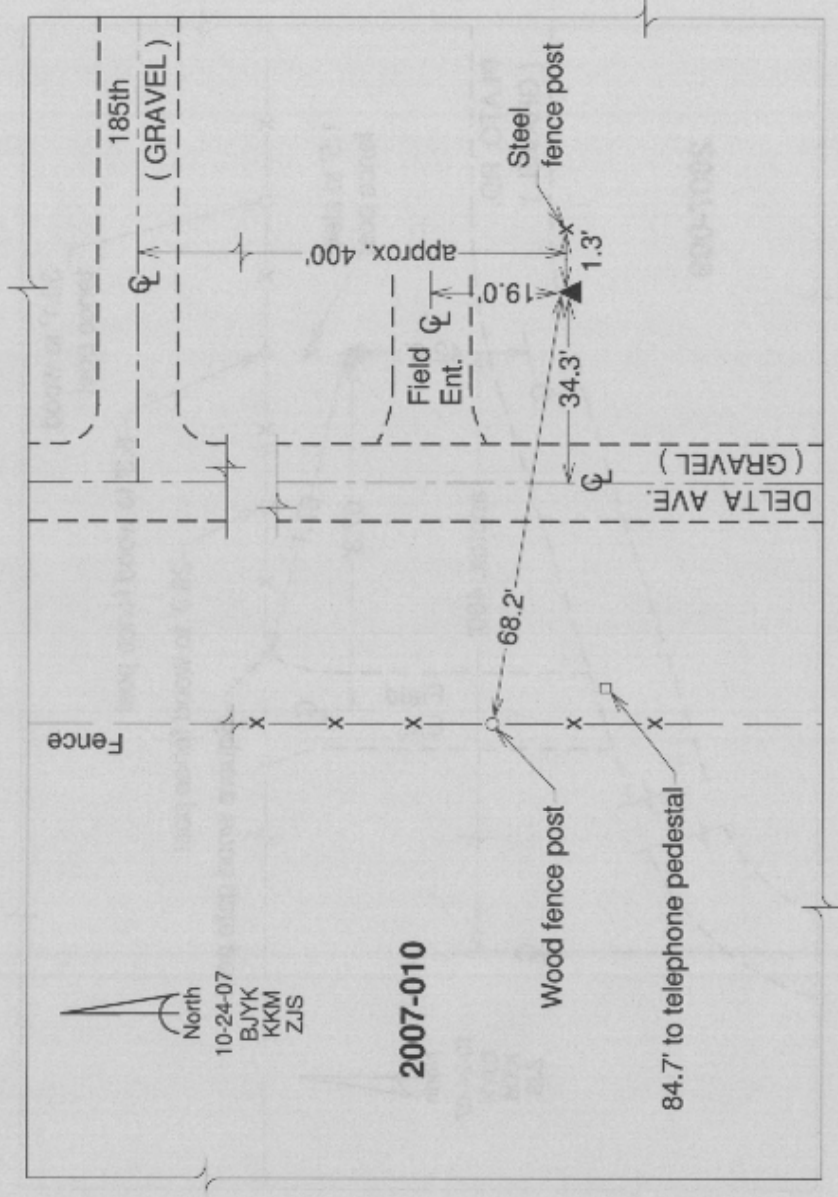 North
10-24-07
BJYK
KKM
ZJS
2007-010
Fence
Wood fence post
84.7' to telephone pedestal
68.2'
185th
( GRAVEL )
℄
approx. 400'
Field
Ent.
℄
19.0'
34.3'
1.3'
Steel
fence post
℄
DELTA AVE.
( GRAVEL )